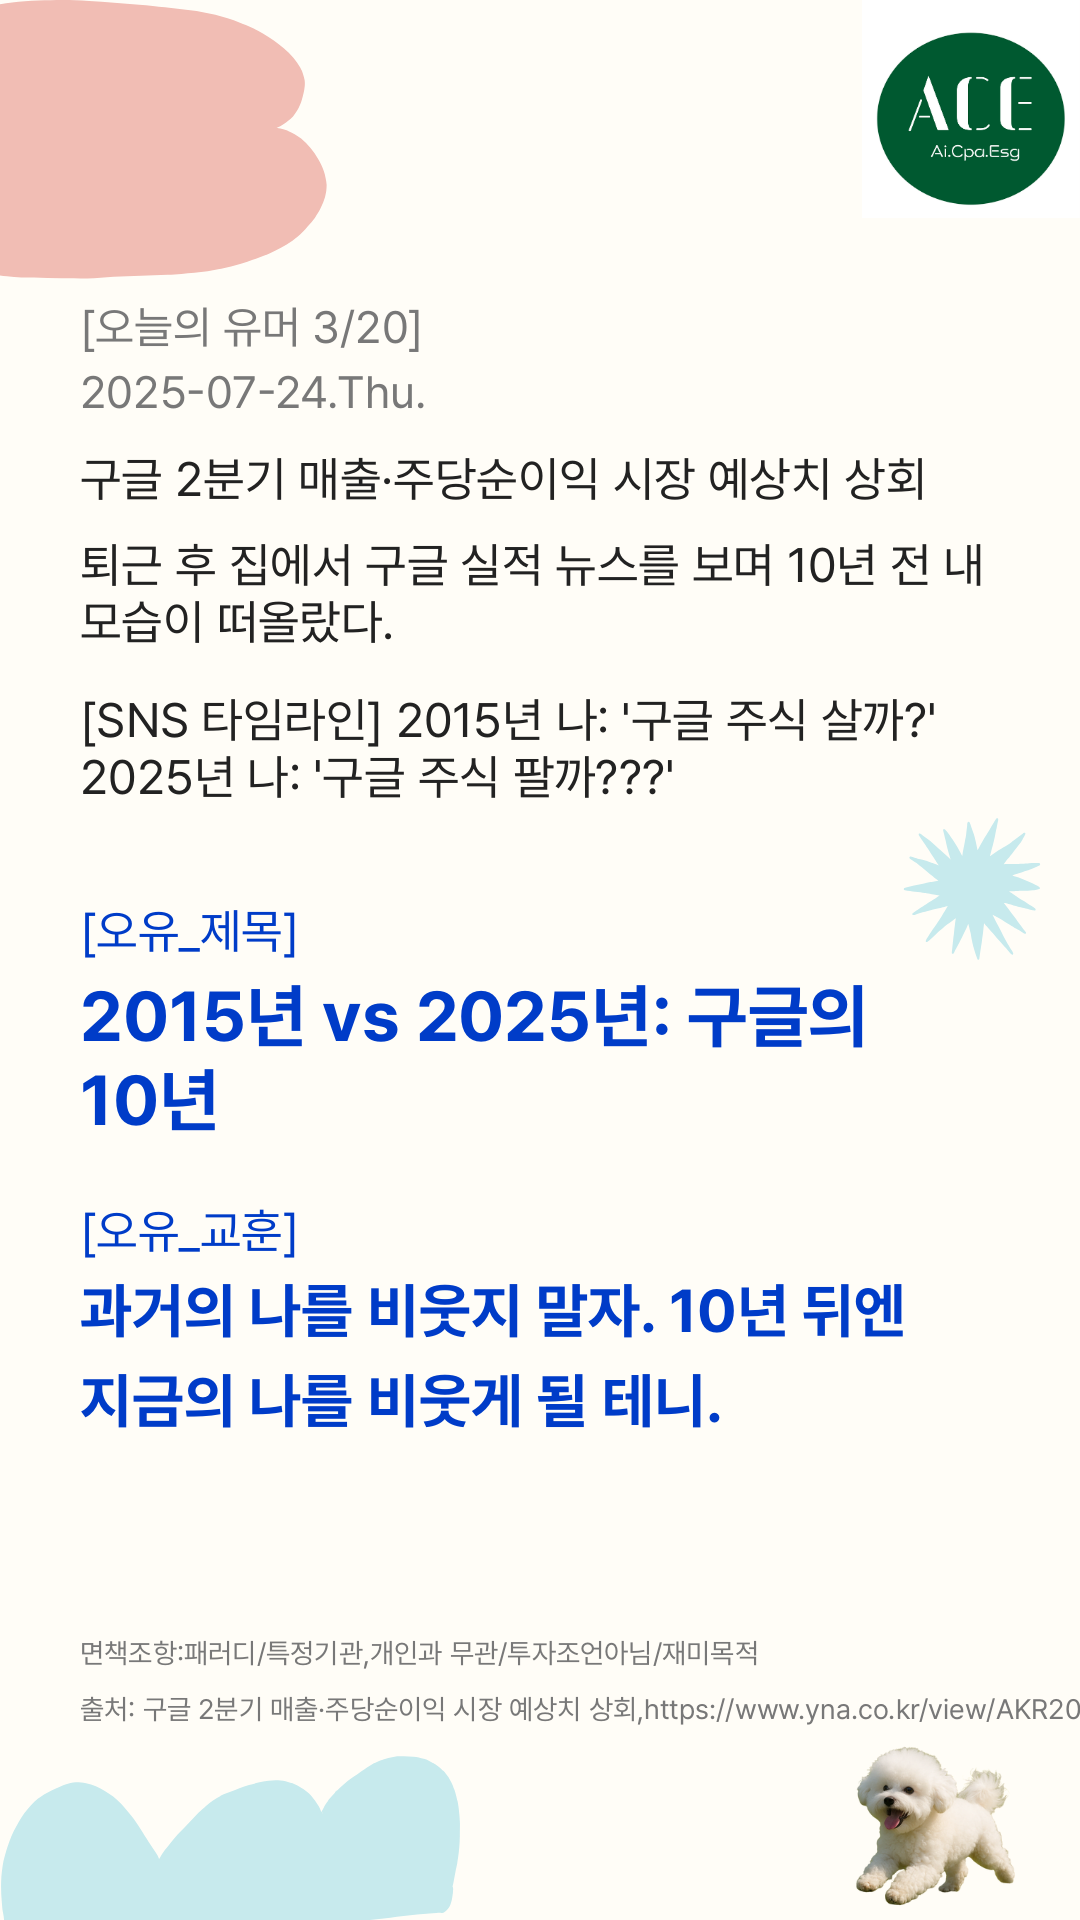 ACE
Ai.Cpa.Esg
[오늘의 유머 3/20]
2025-07-24.Thu.
구글 2분기 매출·주당순이익 시장 예상치 상회
퇴근 후 집에서 구글 실적 뉴스를 보며 10년 전 내
모습이 떠올랐다.
[SNS 타임라인] 2015년 나: '구글 주식 살까?'
2025년 나: '구글 주식 팔까???'
[오유_제목]
2015년 vs 2025년: 구글의
10년
[오유_교훈]
과거의 나를 비웃지 말자. 10년 뒤엔
지금의 나를 비웃게 될 테니.
면책조항:패러디/특정기관,개인과 무관/투자조언아님/재미목적
출처: 구글 2분기 매출·주당순이익 시장 예상치 상회,https://www.yna.co.kr/view/AKR20